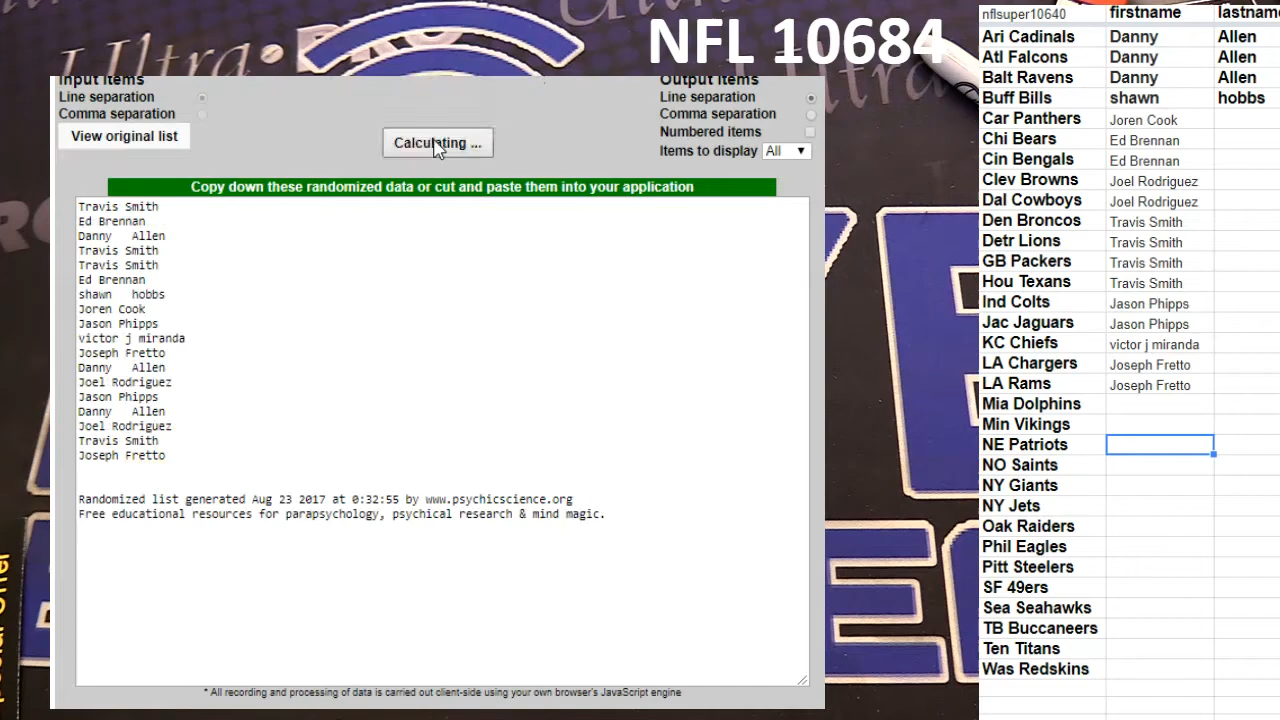 NFL 10684
Ultra PRO
Input Items
Line separation
Comma separation
View original list
Calculating ...
Output Items
Line separation
Comma separation
Numbered items
Items to display All
Copy down these randomized data or cut and paste them into your application
Travis Smith
Ed Brennan
Danny Allen
Travis Smith
Travis Smith
Ed Brennan
shawn hobbs
Joren Cook
Jason Phipps
victor j miranda
Joseph Fretto
Danny Allen
Joel Rodriguez
Jason Phipps
Danny Allen
Joel Rodriguez
Travis Smith
Joseph Fretto
Randomized list generated Aug 23 2017 at 0:32:55 by www.psychicscience.org
Free educational resources for parapsychology, psychical research & mind magic.
* All recording and processing of data is carried out client-side using your own browser's JavaScript engine
nflsuper10640 firstname lastname
Ari Cadinals Danny Allen
Atl Falcons Danny Allen
Balt Ravens Danny Allen
Buff Bills shawn hobbs
Car Panthers Joren Cook
Chi Bears Ed Brennan
Cin Bengals Ed Brennan
Clev Browns Joel Rodriguez
Dal Cowboys Joel Rodriguez
Den Broncos Travis Smith
Detr Lions Travis Smith
GB Packers Travis Smith
Hou Texans Travis Smith
Ind Colts Jason Phipps
Jac Jaguars Jason Phipps
KC Chiefs victor j miranda
LA Chargers Joseph Fretto
LA Rams Joseph Fretto
Mia Dolphins
Min Vikings
NE Patriots
NO Saints
NY Giants
NY Jets
Oak Raiders
Phil Eagles
Pitt Steelers
SF 49ers
Sea Seahawks
TB Buccaneers
Ten Titans
Was Redskins